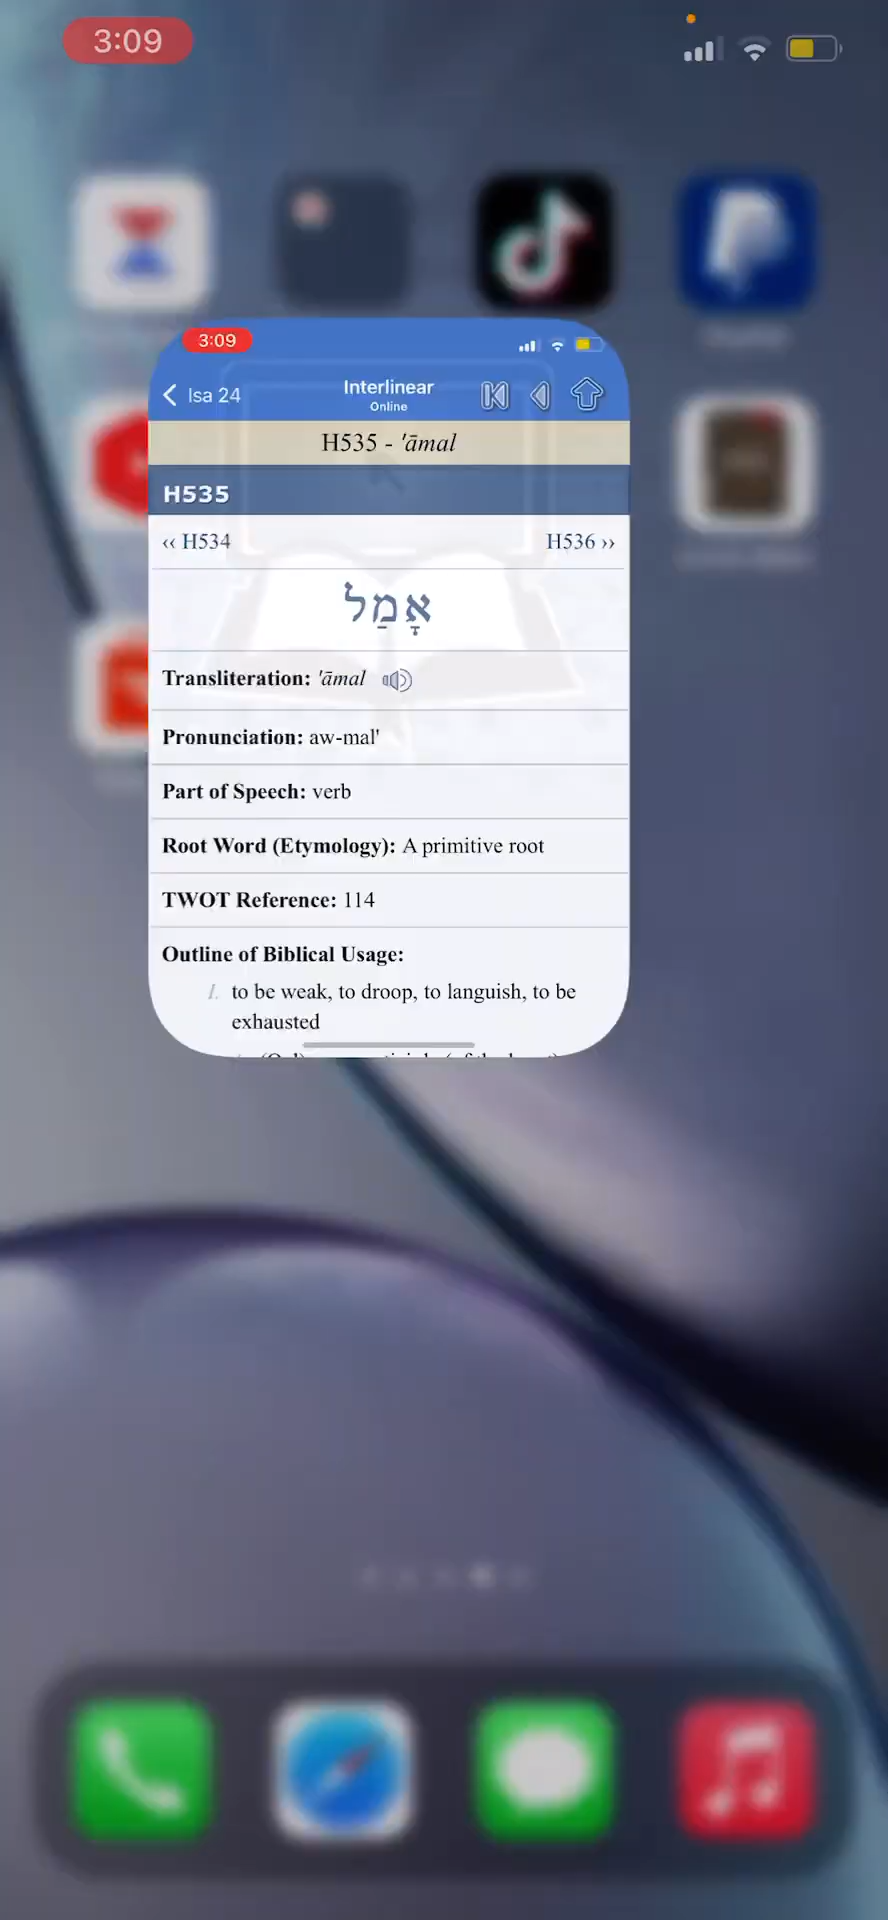 3:09
3:09
Isa 24
Interlinear
Online
H535 - 'āmal
H535
‹‹ H534
H536 ››
אָמַל
Transliteration: 'āmal
Pronunciation: aw-mal'
Part of Speech: verb
Root Word (Etymology): A primitive root
TWOT Reference: 114
Outline of Biblical Usage:
I. to be weak, to droop, to languish, to be
exhausted